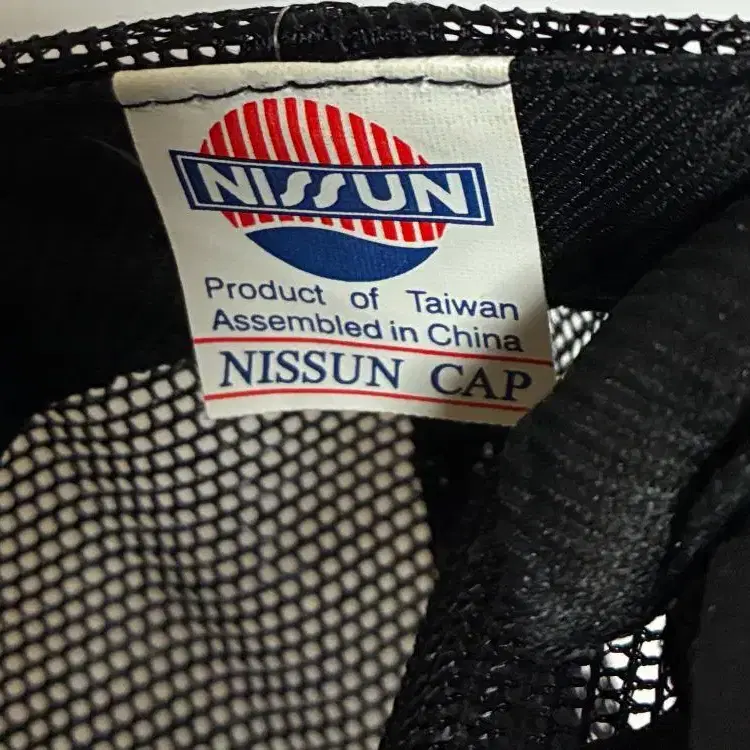 NISSUN
Product of Taiwan
Assembled in China
NISSUN CAP